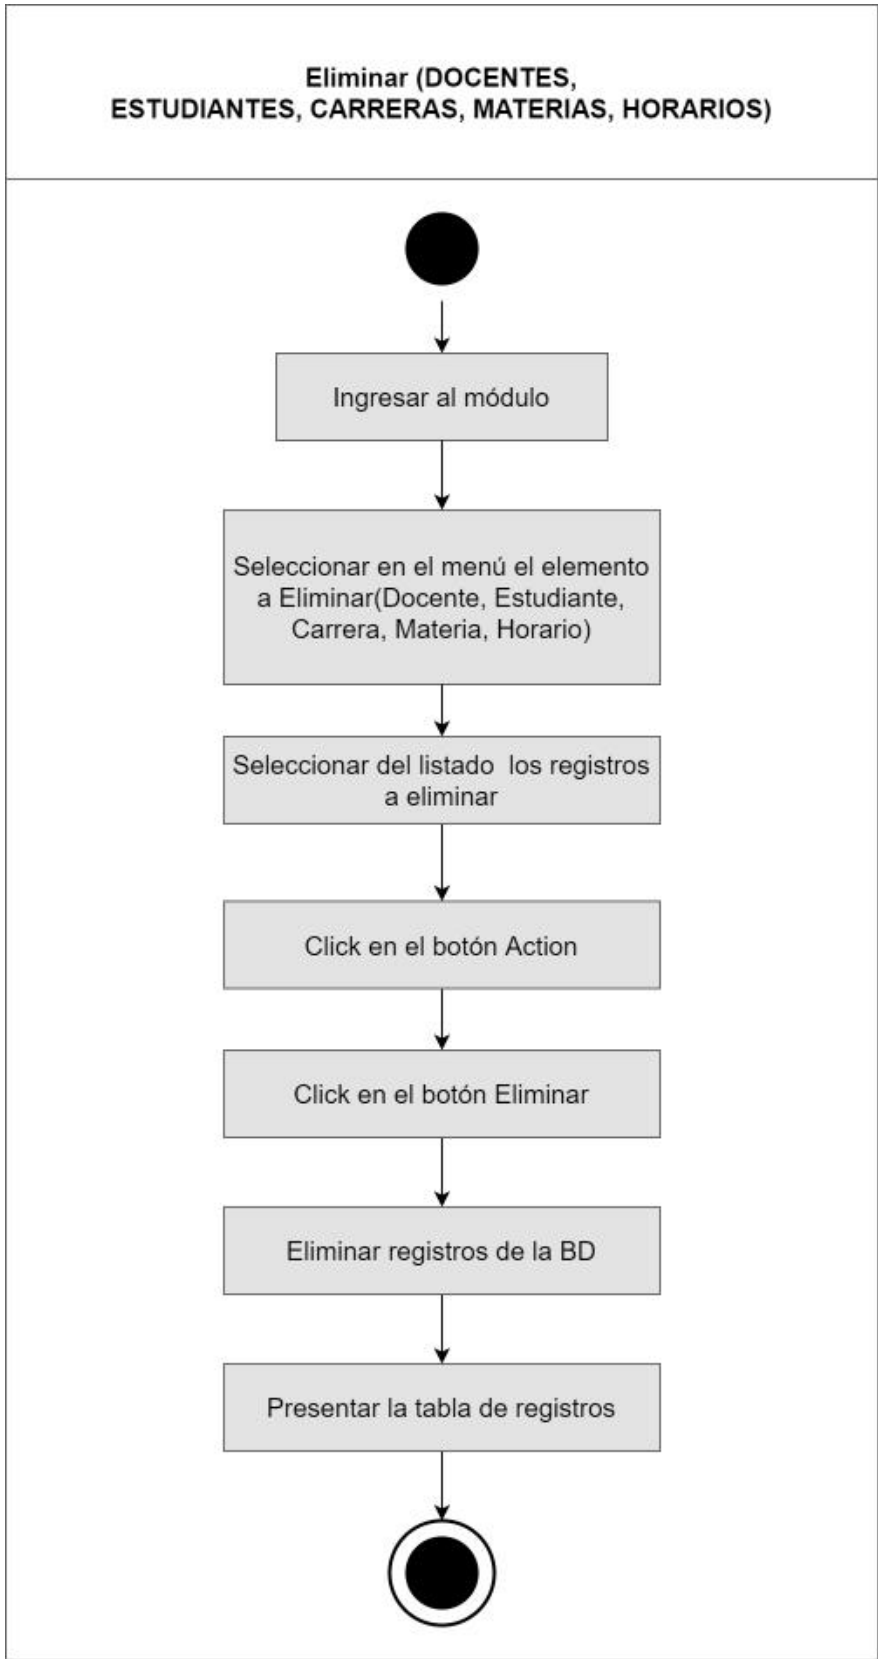 Eliminar (DOCENTES,
ESTUDIANTES, CARRERAS, MATERIAS, HORARIOS)
Ingresar al módulo
Seleccionar en el menú el elemento
a Eliminar(Docente, Estudiante,
Carrera, Materia, Horario)
Seleccionar del listado  los registros
a eliminar
Click en el botón Action
Click en el botón Eliminar
Eliminar registros de la BD
Presentar la tabla de registros